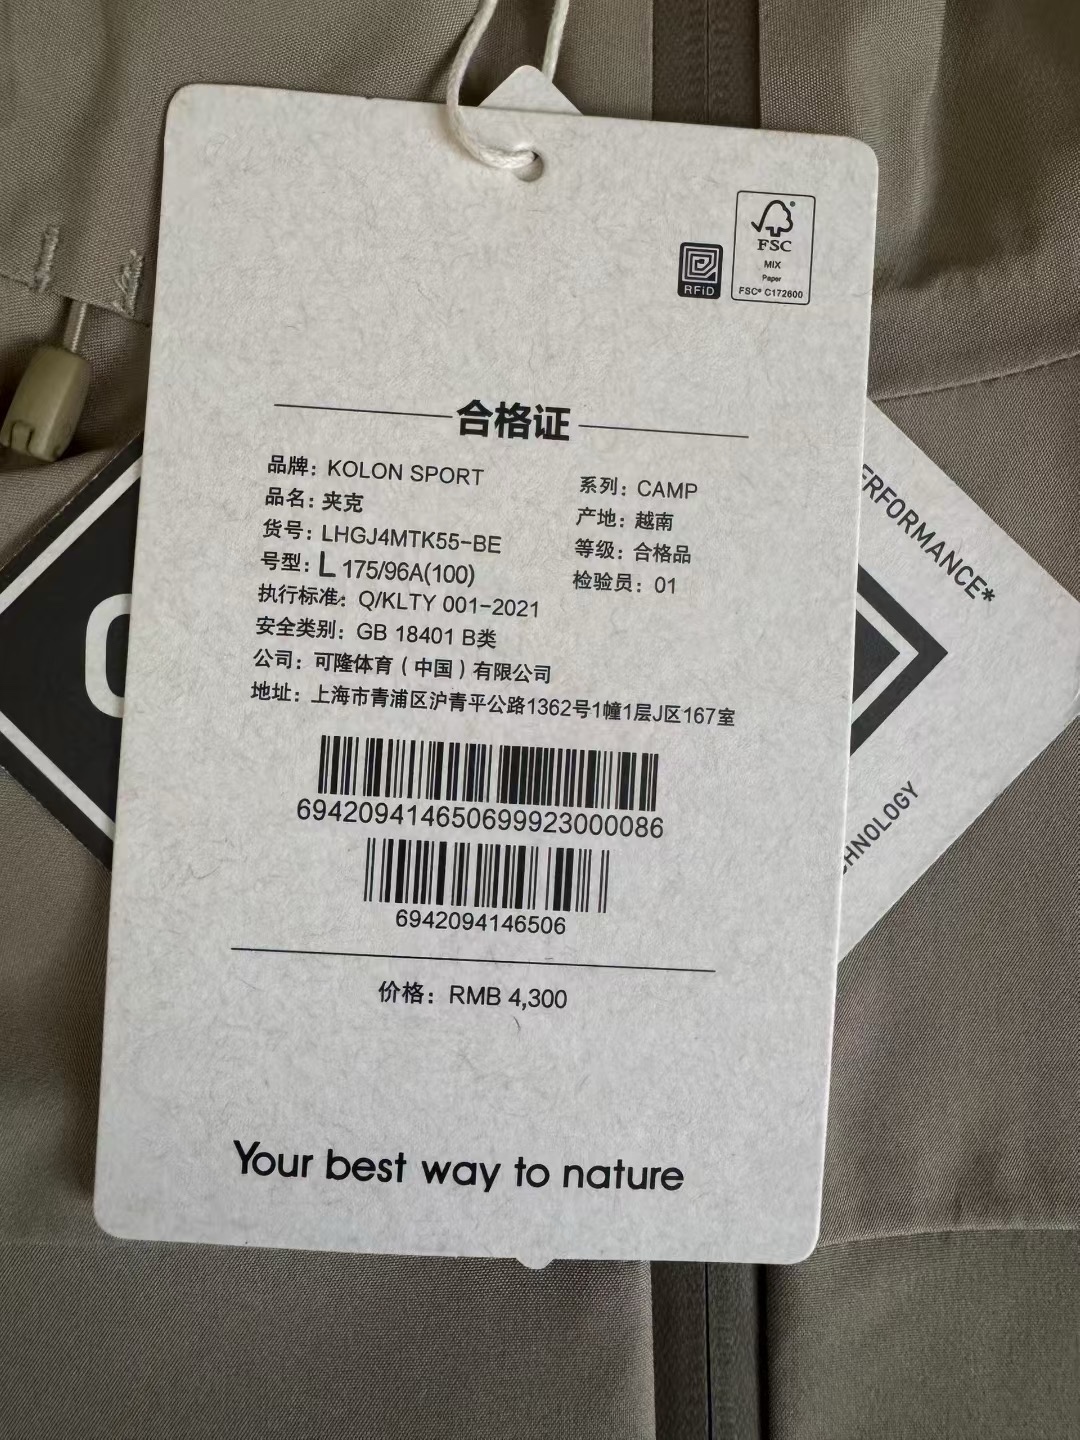 FSC
MIX
Paper
FSC® C172600
RFiD
合格证
品牌：KOLON SPORT
系列：CAMP
品名：夹克
产地：越南
货号：LHGJ4MTK55-BE
等级：合格品
号型：L 175/96A(100)
检验员：01
执行标准：Q/KLTY 001-2021
安全类别：GB 18401 B类
公司：可隆体育（中国）有限公司
地址：上海市青浦区沪青平公路1362号1幢1层J区167室
694209414650699923000086
6942094146506
价格：RMB 4,300
Your best way to nature
ERFORMANCE*
HNOLOGY